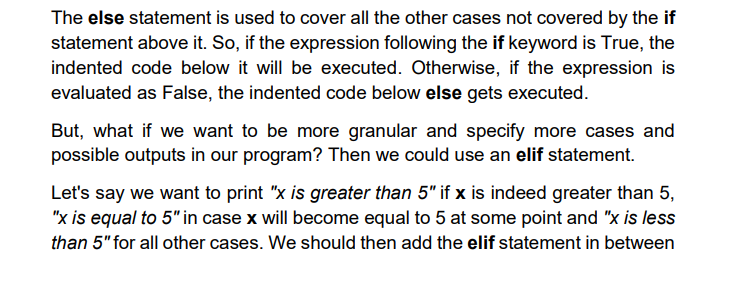 The else statement is used to cover all the other cases not covered by the if
statement above it. So, if the expression following the if keyword is True, the
indented code below it will be executed. Otherwise, if the expression is
evaluated as False, the indented code below else gets executed.
But, what if we want to be more granular and specify more cases and
possible outputs in our program? Then we could use an elif statement.
Let's say we want to print "x is greater than 5" if x is indeed greater than 5,
"x is equal to 5" in case x will become equal to 5 at some point and "x is less
than 5" for all other cases. We should then add the elif statement in between